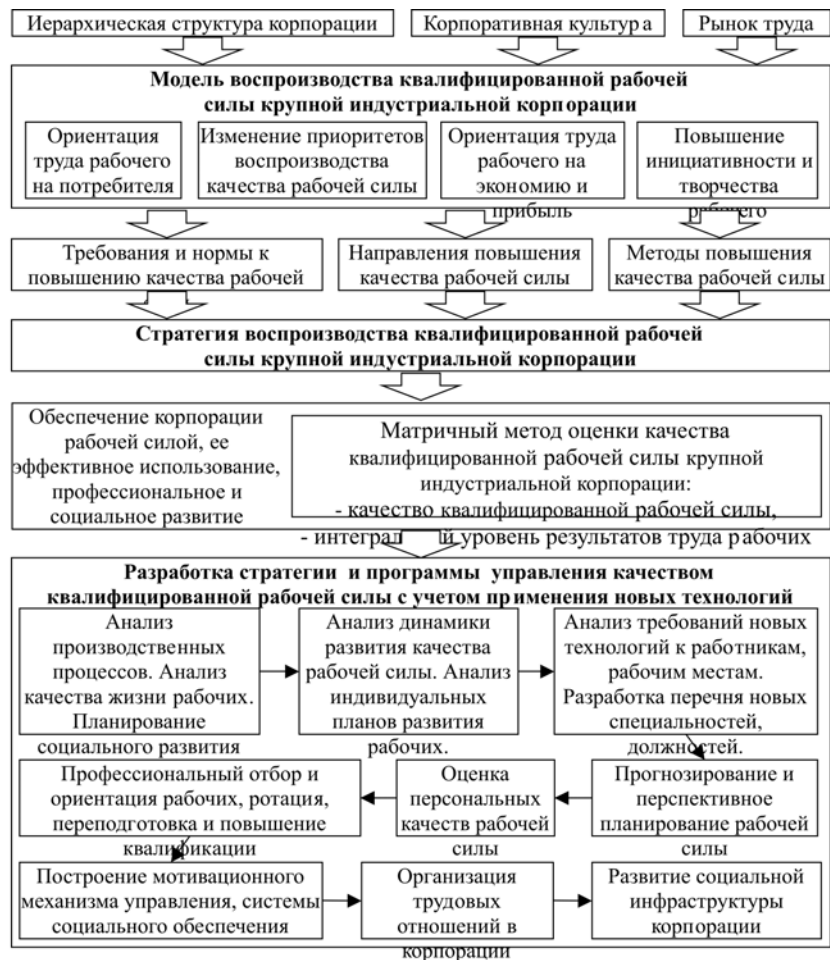 Иерархическая структура корпорации
Корпоративная культура
Рынок труда
Модель воспроизводства квалифицированной рабочей
силы крупной индустриальной корпорации
Ориентация
труда рабочего
на потребителя
Изменение приоритетов
воспроизводства
качества рабочей силы
Ориентация труда
рабочего на
экономию и
прибыль
Повышение
инициативности и
творчества
рабочего
Требования и нормы к
повышению качества рабочей
Направления повышения
качества рабочей силы
Методы повышения
качества рабочей силы
Стратегия воспроизводства квалифицированной рабочей
силы крупной индустриальной корпорации
Обеспечение корпорации
рабочей силой, ее
эффективное использование,
профессиональное и
социальное развитие
Матричный метод оценки качества
квалифицированной рабочей силы крупной
индустриальной корпорации:
- качество квалифицированной рабочей силы,
- интегральный уровень результатов труда рабочих
Разработка стратегии и программы управления качеством
квалифицированной рабочей силы с учетом применения новых технологий
Анализ
производственных
процессов. Анализ
качества жизни рабочих.
Планирование
социального развития
Анализ динамики
развития качества
рабочей силы. Анализ
индивидуальных
планов развития
рабочих.
Анализ требований новых
технологий к работникам,
рабочим местам.
Разработка перечня новых
специальностей,
должностей.
Профессиональный отбор и
ориентация рабочих, ротация,
переподготовка и повышение
квалификации
Оценка
персональных
качеств рабочей
силы
Прогнозирование и
перспективное
планирование рабочей
силы
Построение мотивационного
механизма управления, системы
социального обеспечения
Организация
трудовых
отношений в
корпорации
Развитие социальной
инфраструктуры
корпорации